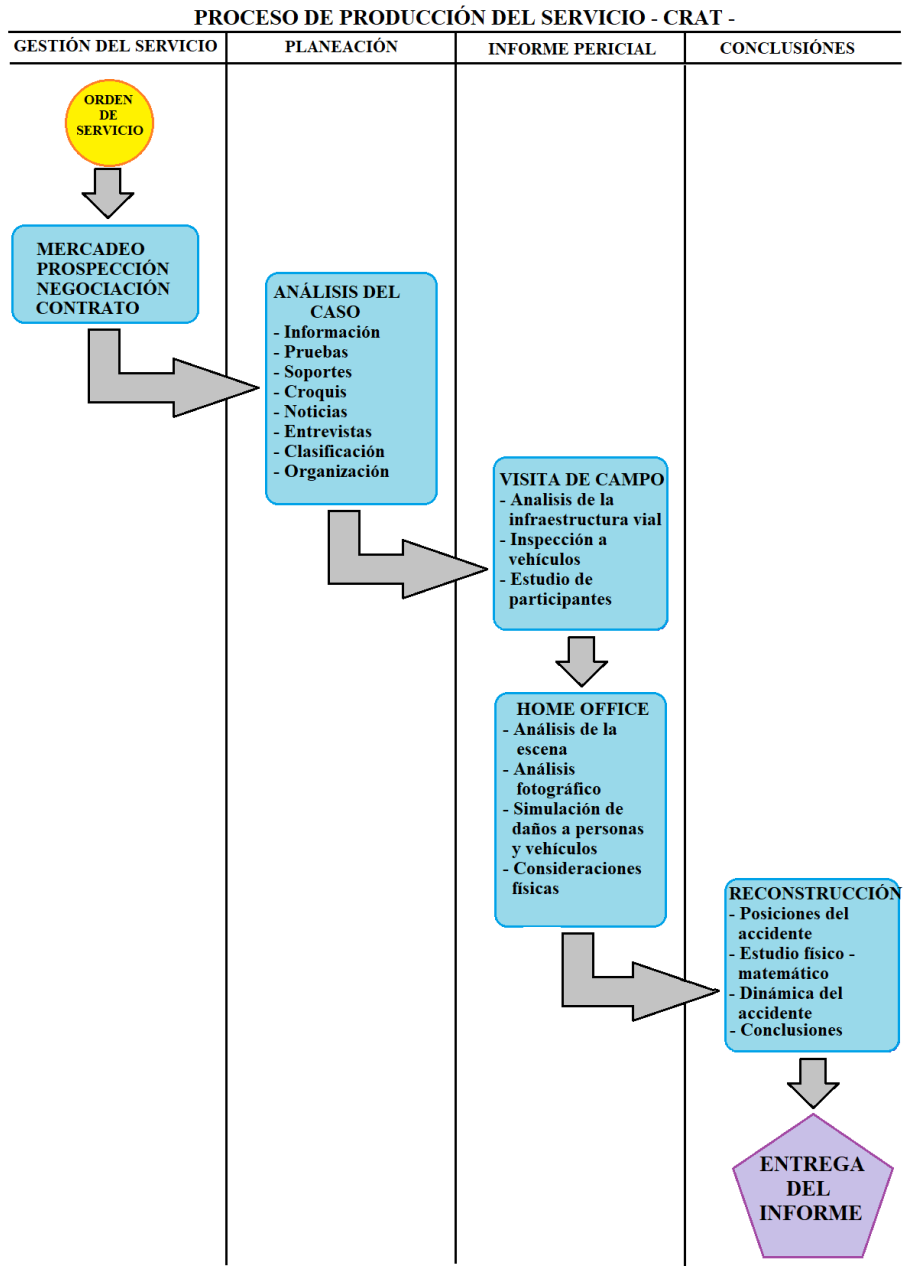 PROCESO DE PRODUCCIÓN DEL SERVICIO - CRAT -
GESTIÓN DEL SERVICIO
PLANEACIÓN
INFORME PERICIAL
CONCLUSIÓNES
ORDEN
DE
SERVICIO
MERCADEO
PROSPECCIÓN
NEGOCIACIÓN
CONTRATO
ANÁLISIS DEL
CASO
- Información
- Pruebas
- Soportes
- Croquis
- Noticias
- Entrevistas
- Clasificación
- Organización
VISITA DE CAMPO
- Analisis de la
infraestructura vial
- Inspección a
vehículos
- Estudio de
participantes
HOME OFFICE
- Análisis de la
escena
- Análisis
fotográfico
- Simulación de
daños a personas
y vehículos
- Consideraciones
físicas
RECONSTRUCCIÓN
- Posiciones del
accidente
- Estudio físico -
matemático
- Dinámica del
accidente
- Conclusiones
ENTREGA
DEL
INFORME